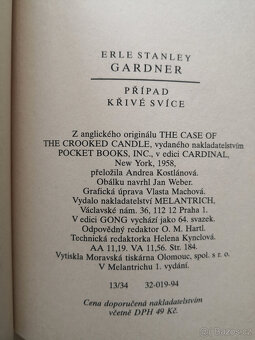 ERLE STANLEY
GARDNER
PŘÍPAD
KŘIVÉ SVÍCE
Z anglického originálu THE CASE OF
THE CROOKED CANDLE, vydaného nakladatelstvím
POCKET BOOKS, INC., v edici CARDINAL,
New York, 1958,
přeložila Andrea Kostlánová.
Obálku navrhl Jan Weber.
Grafická úprava Vlasta Machová.
Vydalo nakladatelství MELANTRICH,
Václavské nám. 36, 112 12 Praha 1.
V edici GONG vychází jako 64. svazek.
Odpovědný redaktor O. M. Hartl.
Technická redaktorka Helena Kynclová.
AA 11,19. VA 11,56. Str. 184.
Vytiskla Moravská tiskárna Olomouc, spol. s r. o.
V Melantrichu 1. vydání.
13/34 32-019-94
Cena doporučená nakladatelstvím
včetně DPH 49 Kč.